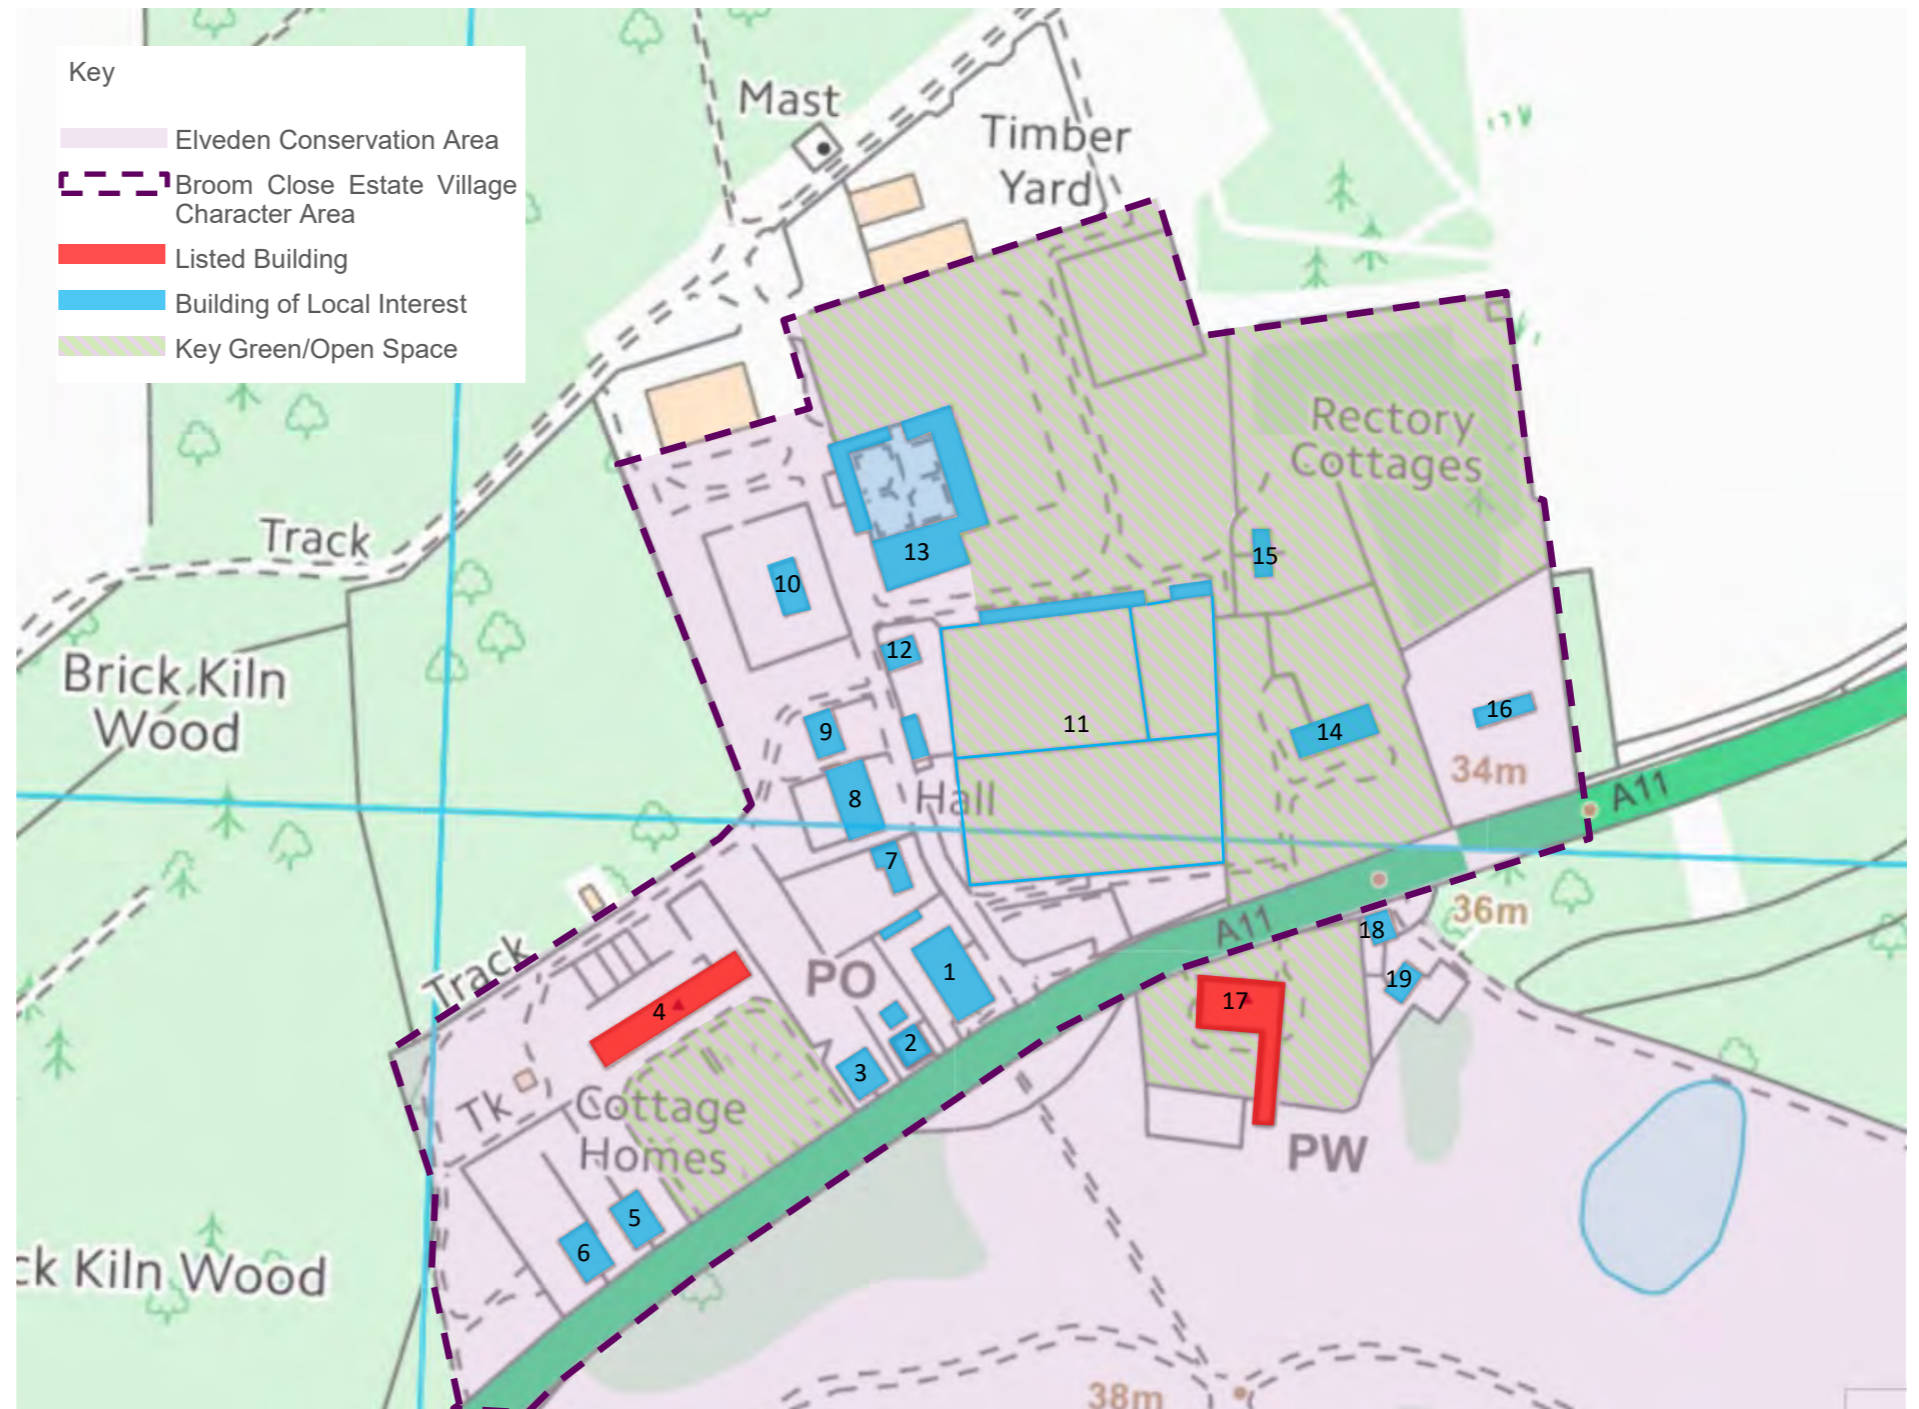 Key
Elveden Conservation Area
Broom Close Estate Village
Character Area
Listed Building
Building of Local Interest
Key Green/Open Space
Mast
Timber
Yard
Rectory
Cottages
Track
Brick Kiln
Wood
13
15
10
12
11
9
14
16
34m
A11
8
Hall
7
36m
A11
18
Track
PO
1
19
4
17
2
3
Tk
Cottage
Homes
PW
5
6
ck Kiln Wood
38m